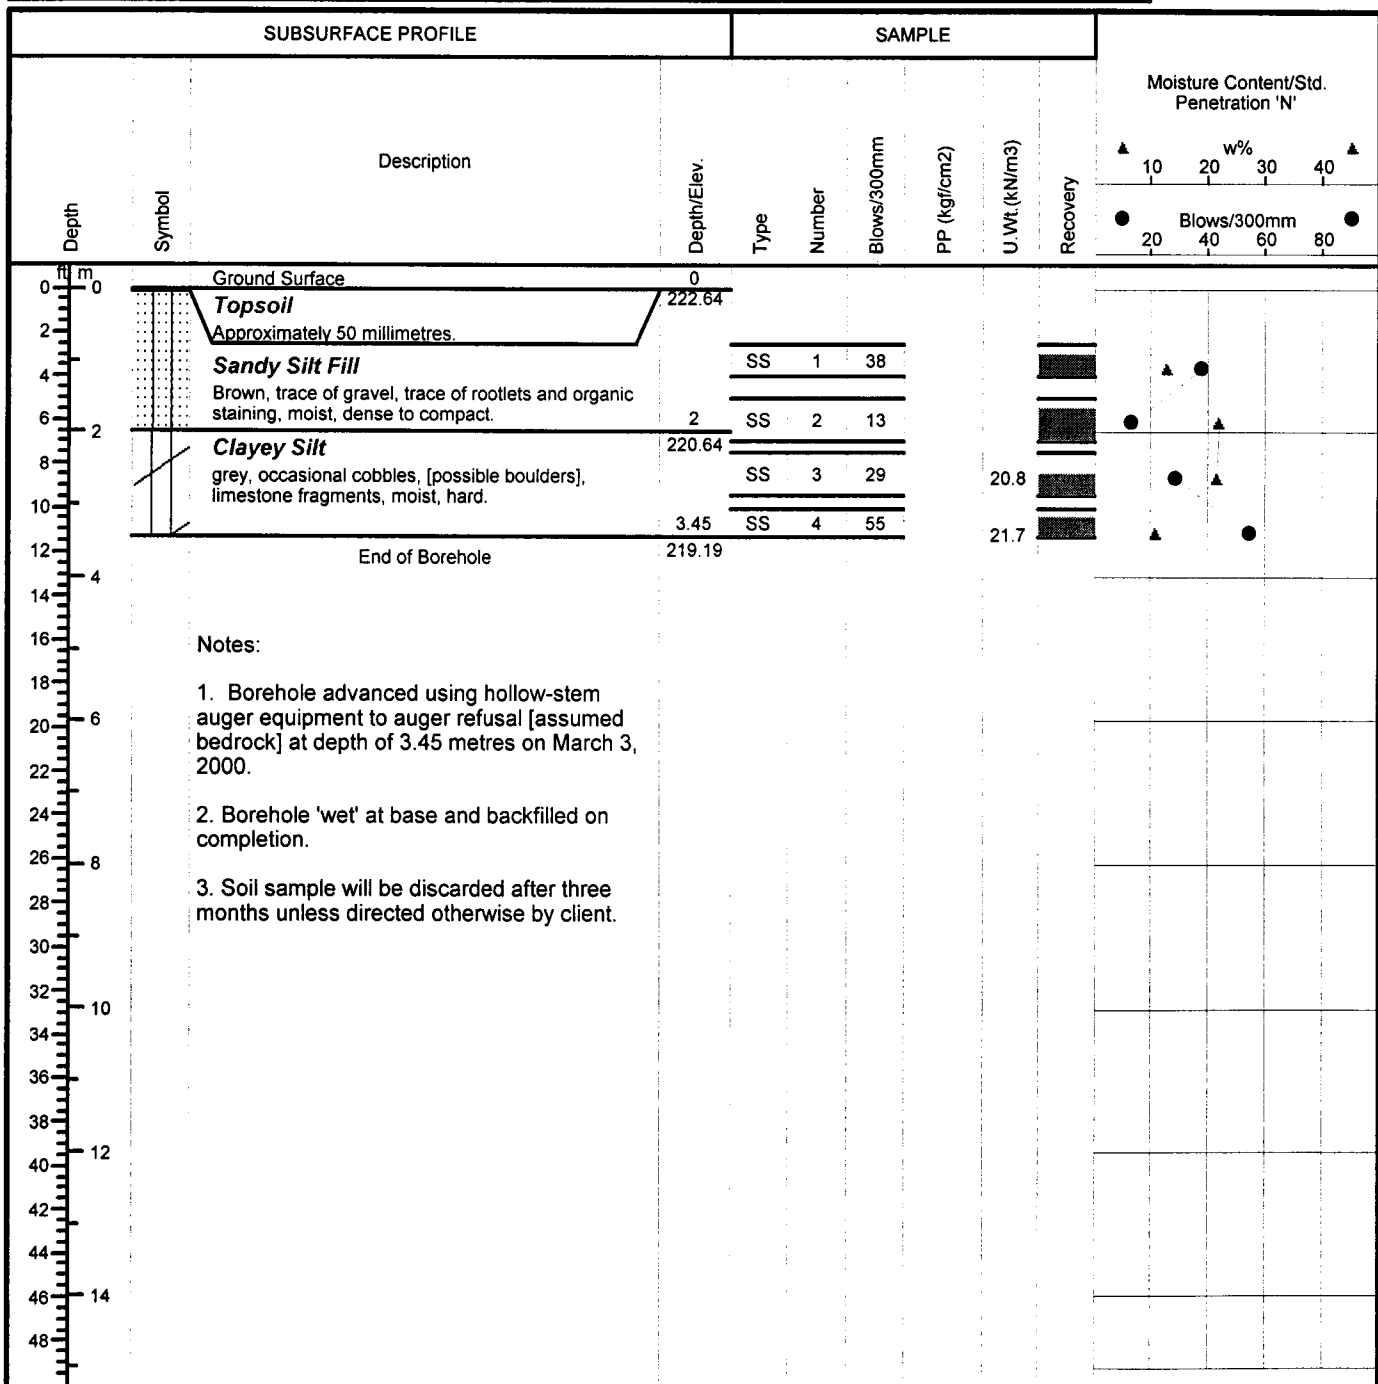 SUBSURFACE PROFILE
SAMPLE
Depth
Symbol
Description
Depth/Elev.
Type
Number
Blows/300mm
PP (kgf/cm2)
U.Wt.(kN/m3)
Recovery
Moisture Content/Std.
Penetration 'N'
w%
10 20 30 40
Blows/300mm
20 40 60 80
ft m
Ground Surface 0
0 0
Topsoil 222.64
Approximately 50 millimetres.
2
Sandy Silt Fill
SS 1 38
4
Brown, trace of gravel, trace of rootlets and organic
staining, moist, dense to compact.
2 SS 2 13
6
2
Clayey Silt 220.64
8
grey, occasional cobbles, [possible boulders],
limestone fragments, moist, hard.
SS 3 29 20.8
10
3.45 SS 4 55 21.7
12
End of Borehole 219.19
4
14
16
Notes:
18
1. Borehole advanced using hollow-stem
auger equipment to auger refusal [assumed
bedrock] at depth of 3.45 metres on March 3,
2000.
20 6
22
24
2. Borehole 'wet' at base and backfilled on
completion.
26 8
28
3. Soil sample will be discarded after three
months unless directed otherwise by client.
30
32
10
34
36
38
40 12
42
44
46 14
48